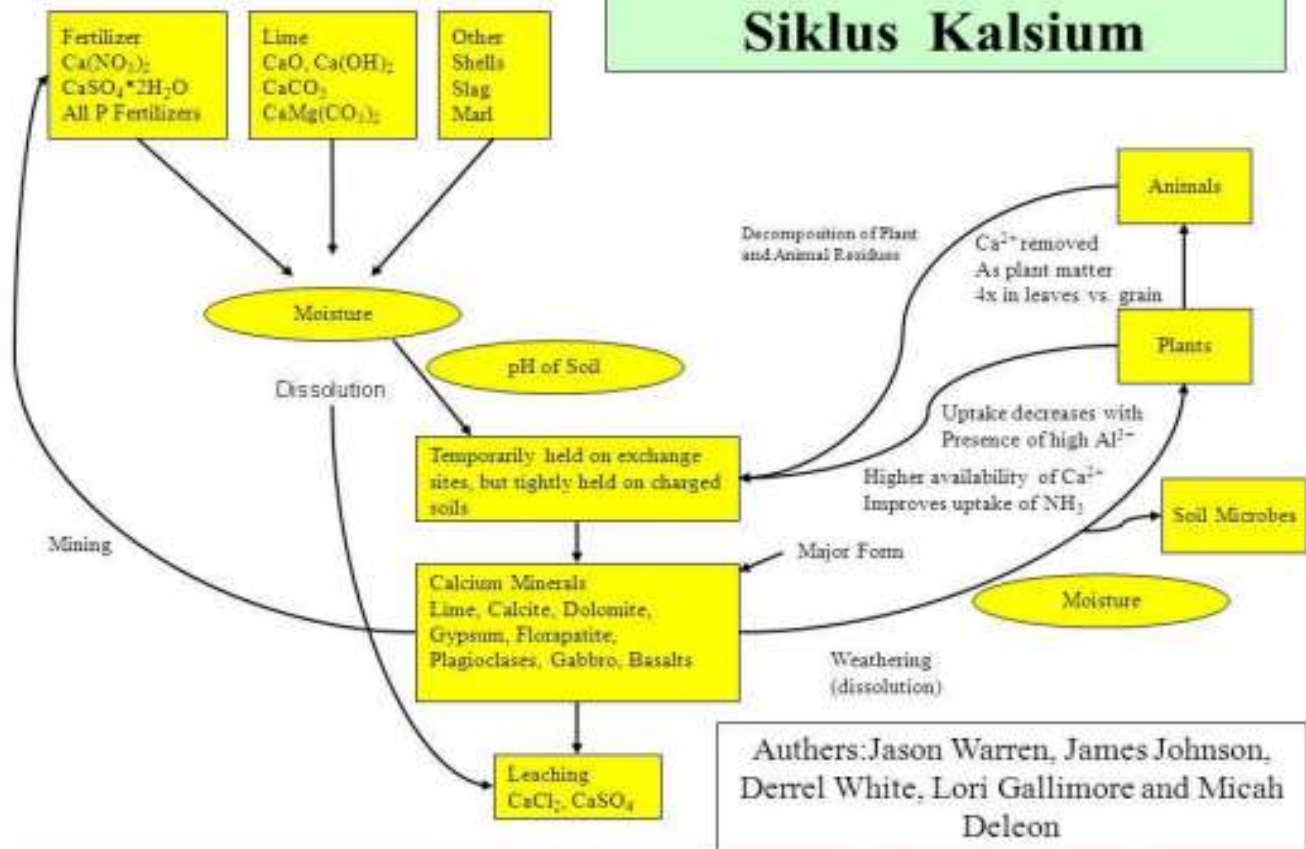 Siklus Kalsium
Fertilizer
Ca(NO₃)₂
CaSO₄*2H₂O
All P Fertilizers
Lime
CaO, Ca(OH)₂
CaCO₃
CaMg(CO₃)₂
Other
Shells
Slag
Marl
Animals
Decomposition of Plant
and Animal Residues
Ca²⁺ removed
As plant matter
4x in leaves vs. grain
Moisture
pH of Soil
Plants
Dissolution
Uptake decreases with
Presence of high Al³⁺
Temporarily held on exchange
sites, but tightly held on charged
soils
Higher availability of Ca²⁺
Improves uptake of NH₃
Soil Microbes
Mining
Major Form
Calcium Minerals
Lime, Calcite, Dolomite,
Gypsum, Florapatite,
Plagioclases, Gabbro, Basalts
Moisture
Weathering
(dissolution)
Leaching
CaCl₂, CaSO₄
Authers:Jason Warren, James Johnson,
Derrel White, Lori Gallimore and Micah
Deleon